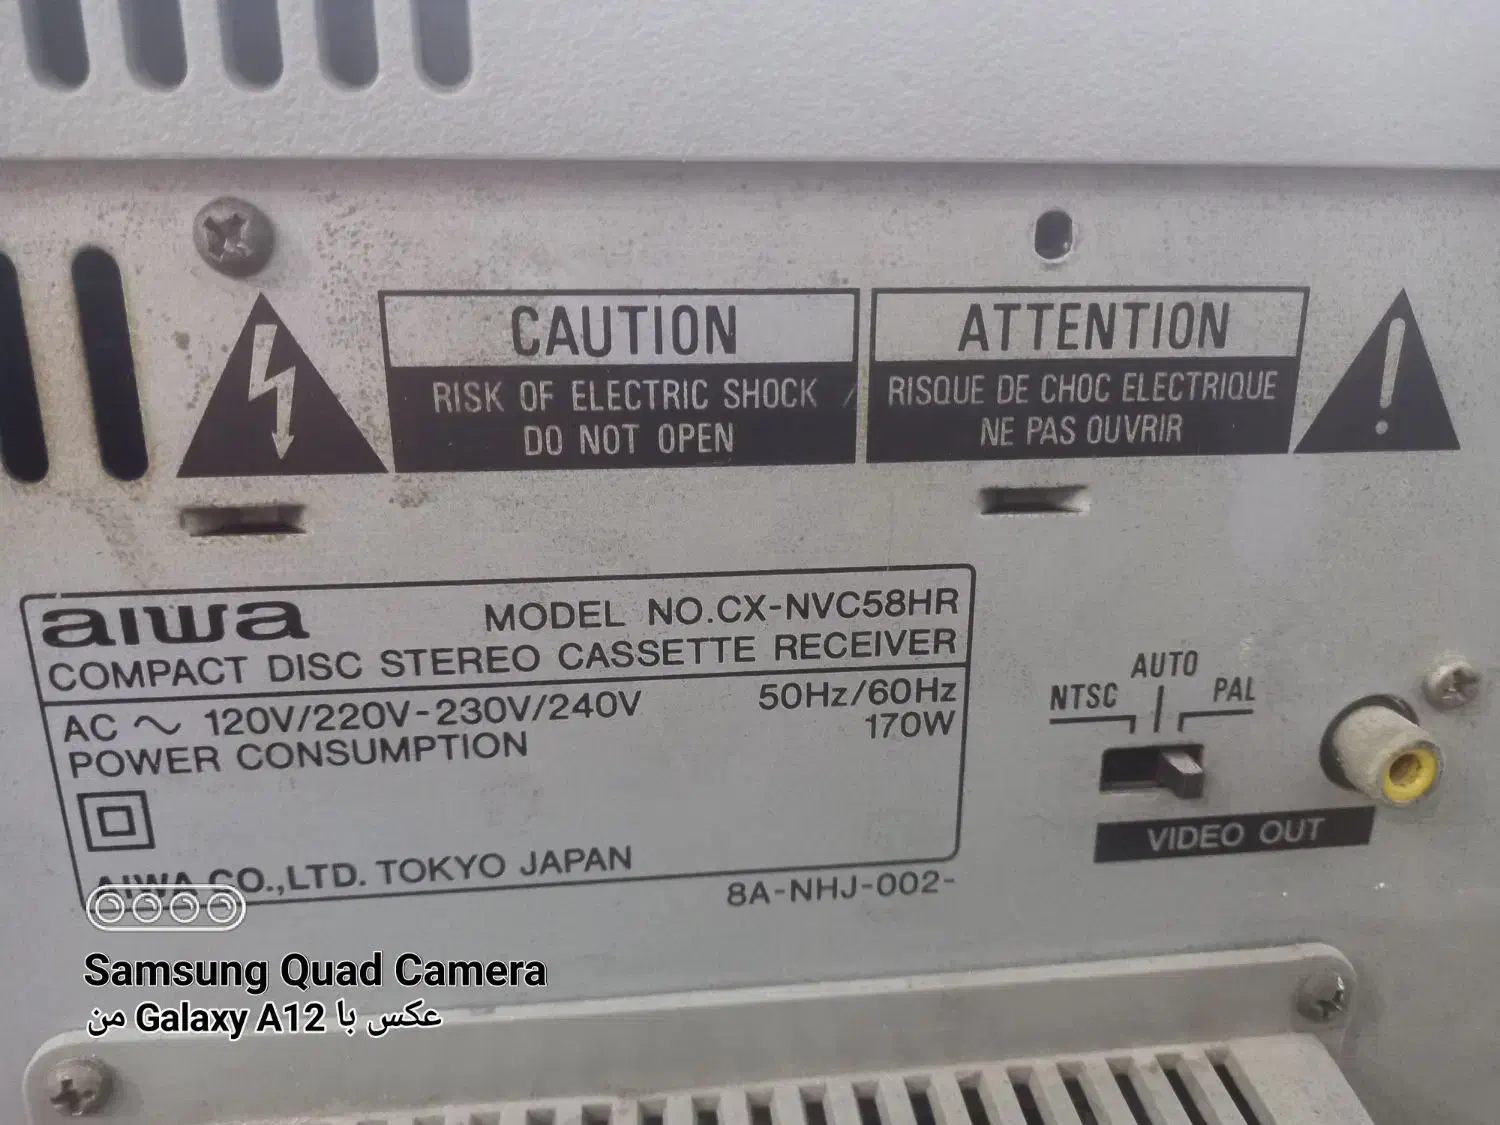 CAUTION
RISK OF ELECTRIC SHOCK
DO NOT OPEN
ATTENTION
RISQUE DE CHOC ELECTRIQUE
NE PAS OUVRIR
aiwa
MODEL NO.CX-NVC58HR
COMPACT DISC STEREO CASSETTE RECEIVER
AC ~ 120V/220V-230V/240V 50Hz/60Hz
POWER CONSUMPTION 170W
AIWA CO.,LTD. TOKYO JAPAN
8A-NHJ-002-
NTSC AUTO PAL
VIDEO OUT
Samsung Quad Camera
عکس با Galaxy A12 من